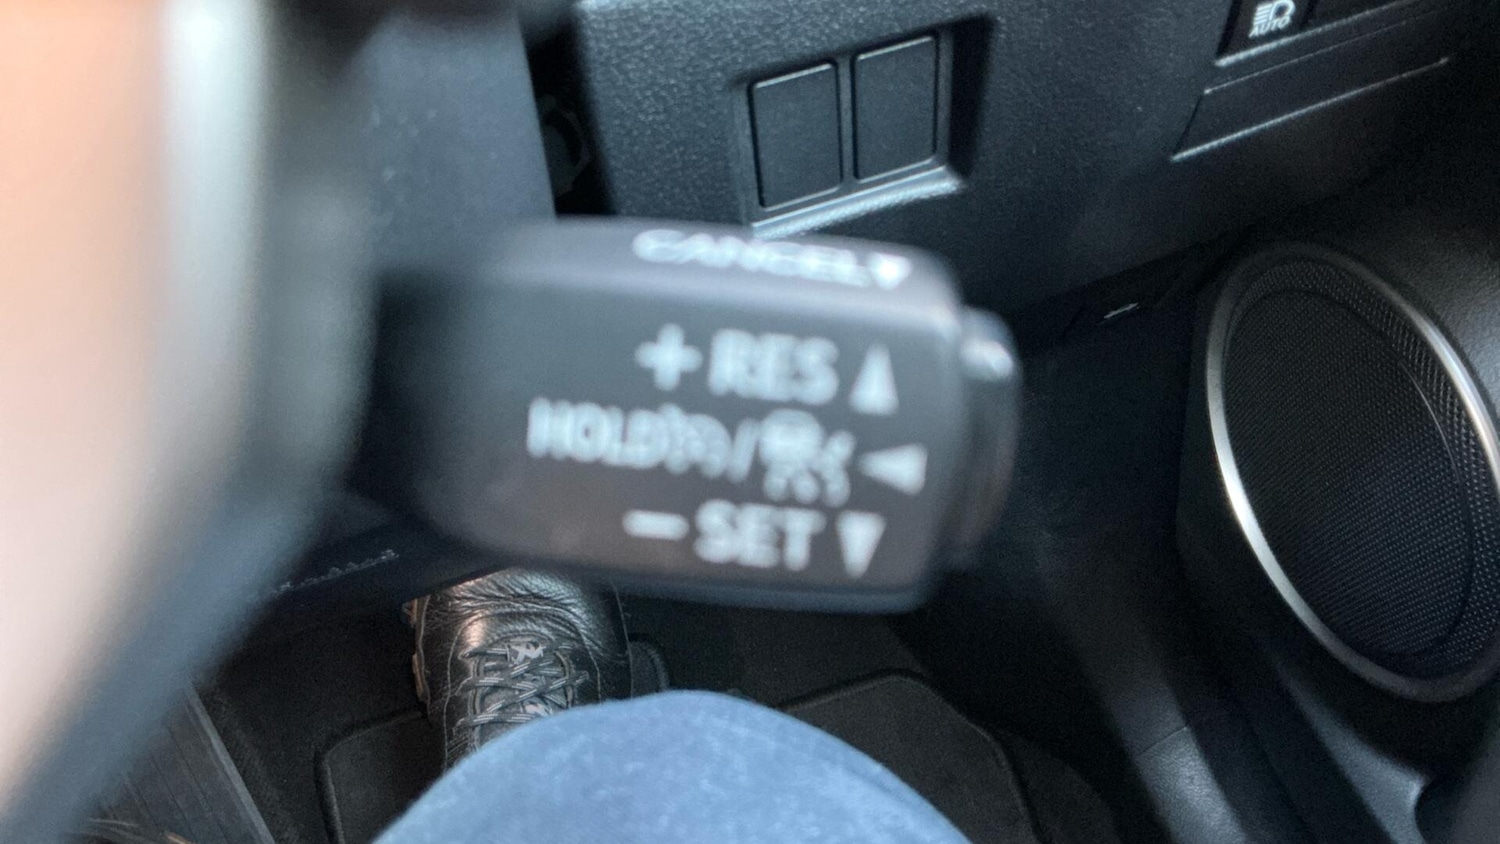 AUTO
CANCEL
+ RES
HOLD /
− SET